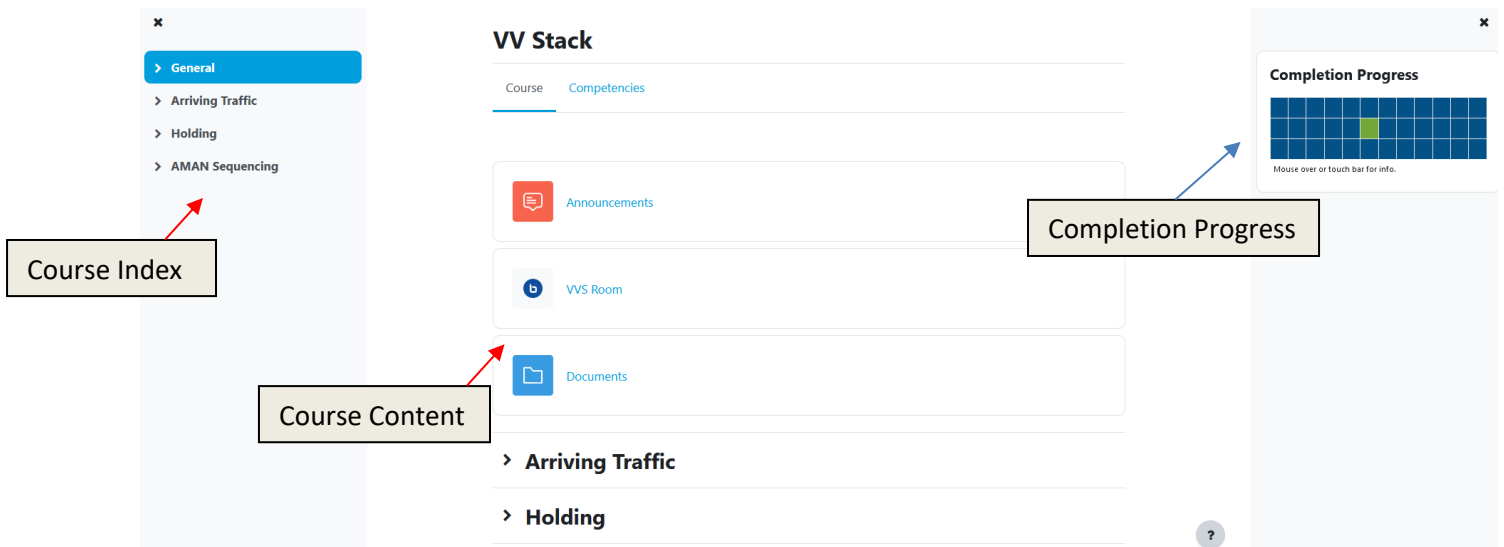 General
Arriving Traffic
Holding
AMAN Sequencing
Course Index
VV Stack
Course Competencies
Announcements
VVS Room
Documents
Course Content
Arriving Traffic
Holding
Completion Progress
Mouse over or touch bar for info.
Completion Progress
?